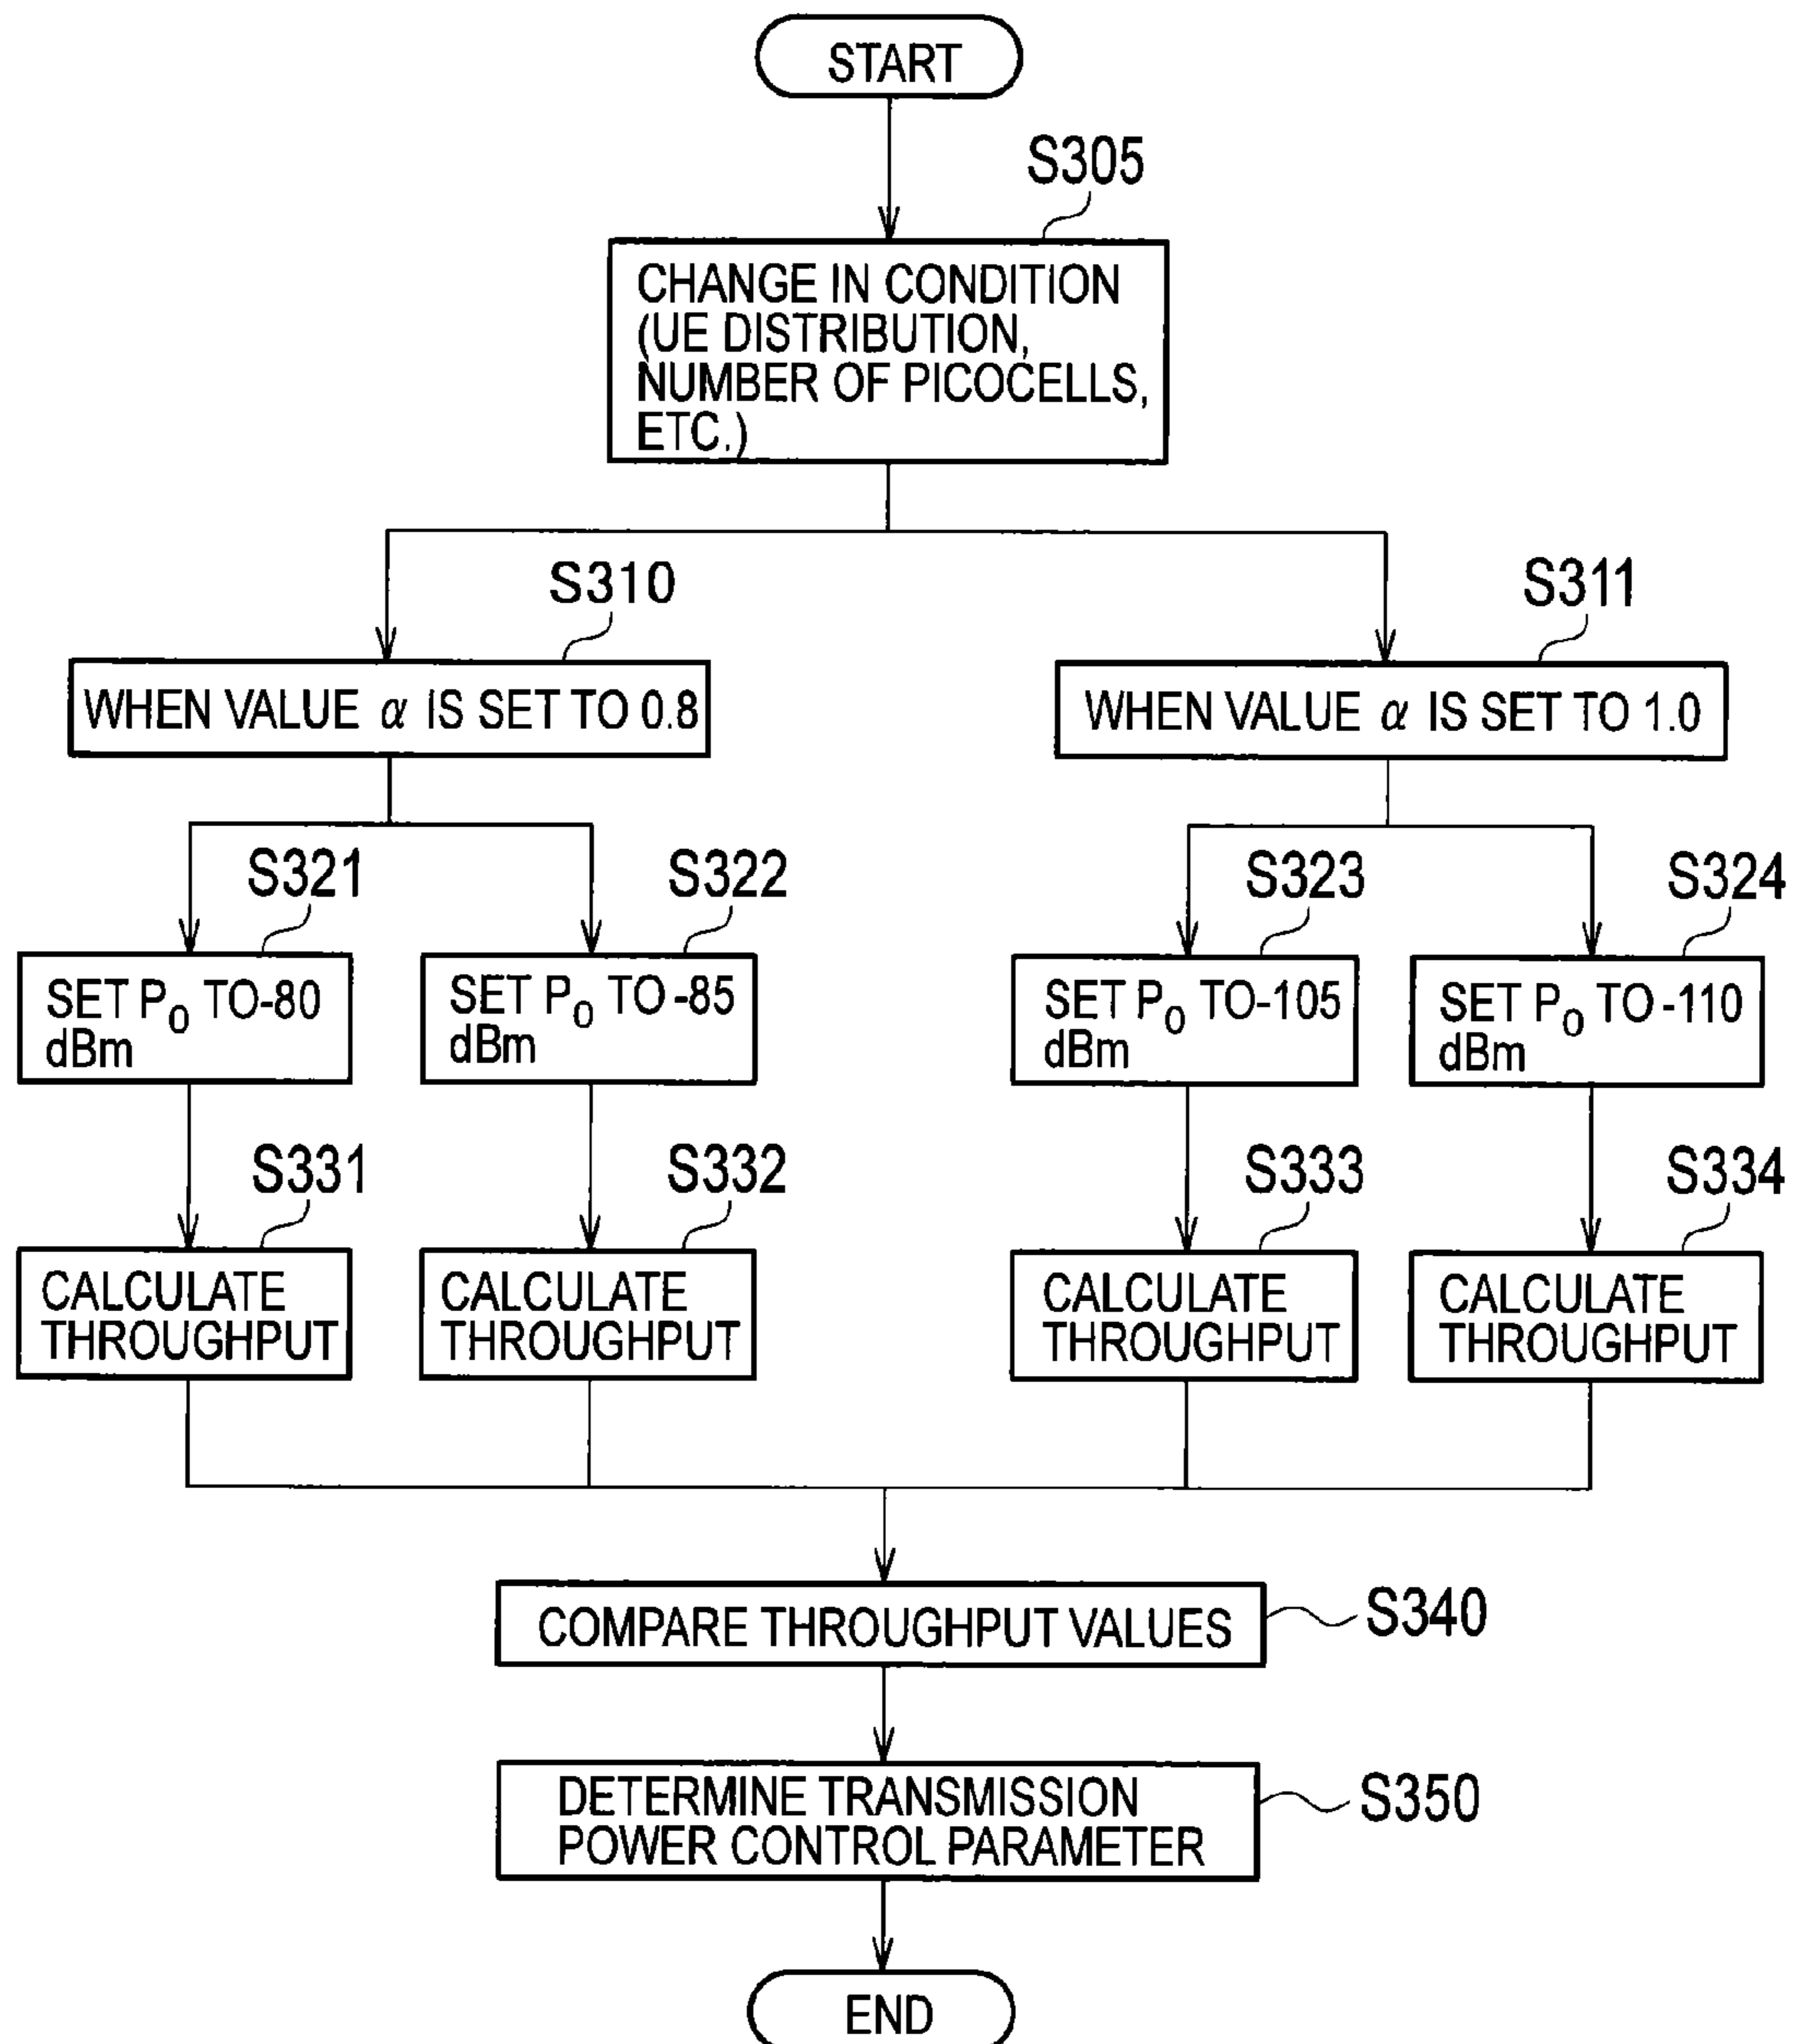 START
S305
CHANGE IN CONDITION
(UE DISTRIBUTION,
NUMBER OF PICOCELLS,
ETC.)
S310
S311
WHEN VALUE α IS SET TO 0.8
WHEN VALUE α IS SET TO 1.0
S321
S322
S323
S324
SET P0 TO-80
dBm
SET P0 TO-85
dBm
SET P0 TO-105
dBm
SET P0 TO-110
dBm
S331
S332
S333
S334
CALCULATE
THROUGHPUT
CALCULATE
THROUGHPUT
CALCULATE
THROUGHPUT
CALCULATE
THROUGHPUT
COMPARE THROUGHPUT VALUES
S340
DETERMINE TRANSMISSION
POWER CONTROL PARAMETER
S350
END